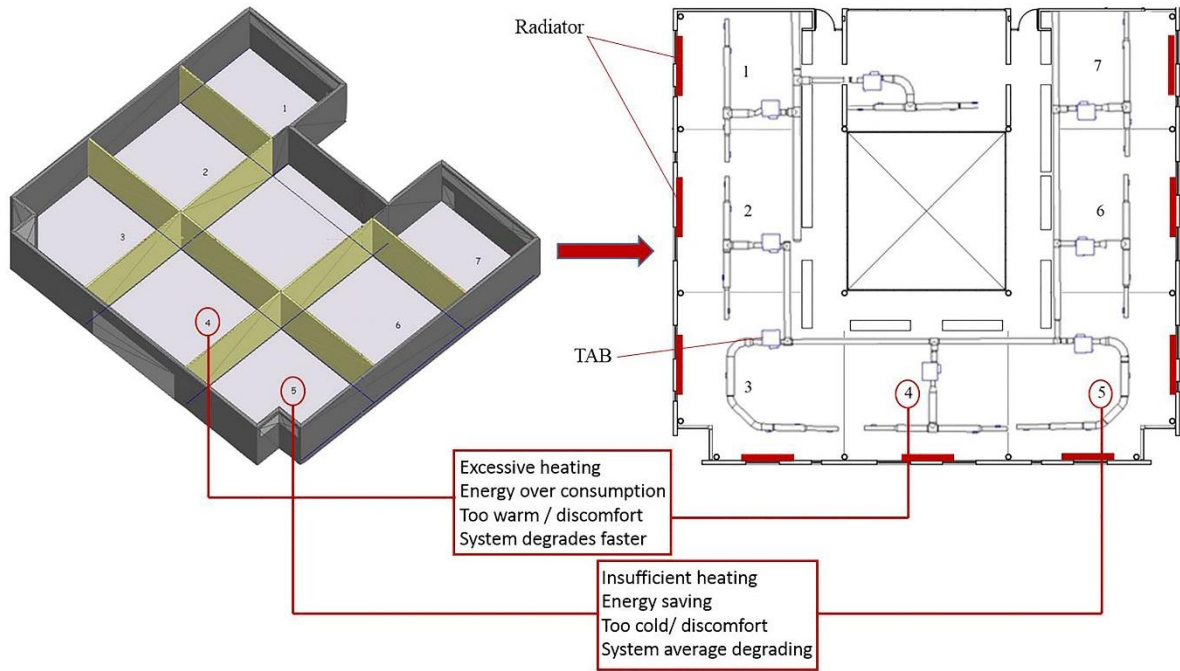 Radiator
1
2
3
4
5
6
7
1
2
3
4
5
6
7
TAB
Excessive heating
Energy over consumption
Too warm / discomfort
System degrades faster
Insufficient heating
Energy saving
Too cold/ discomfort
System average degrading